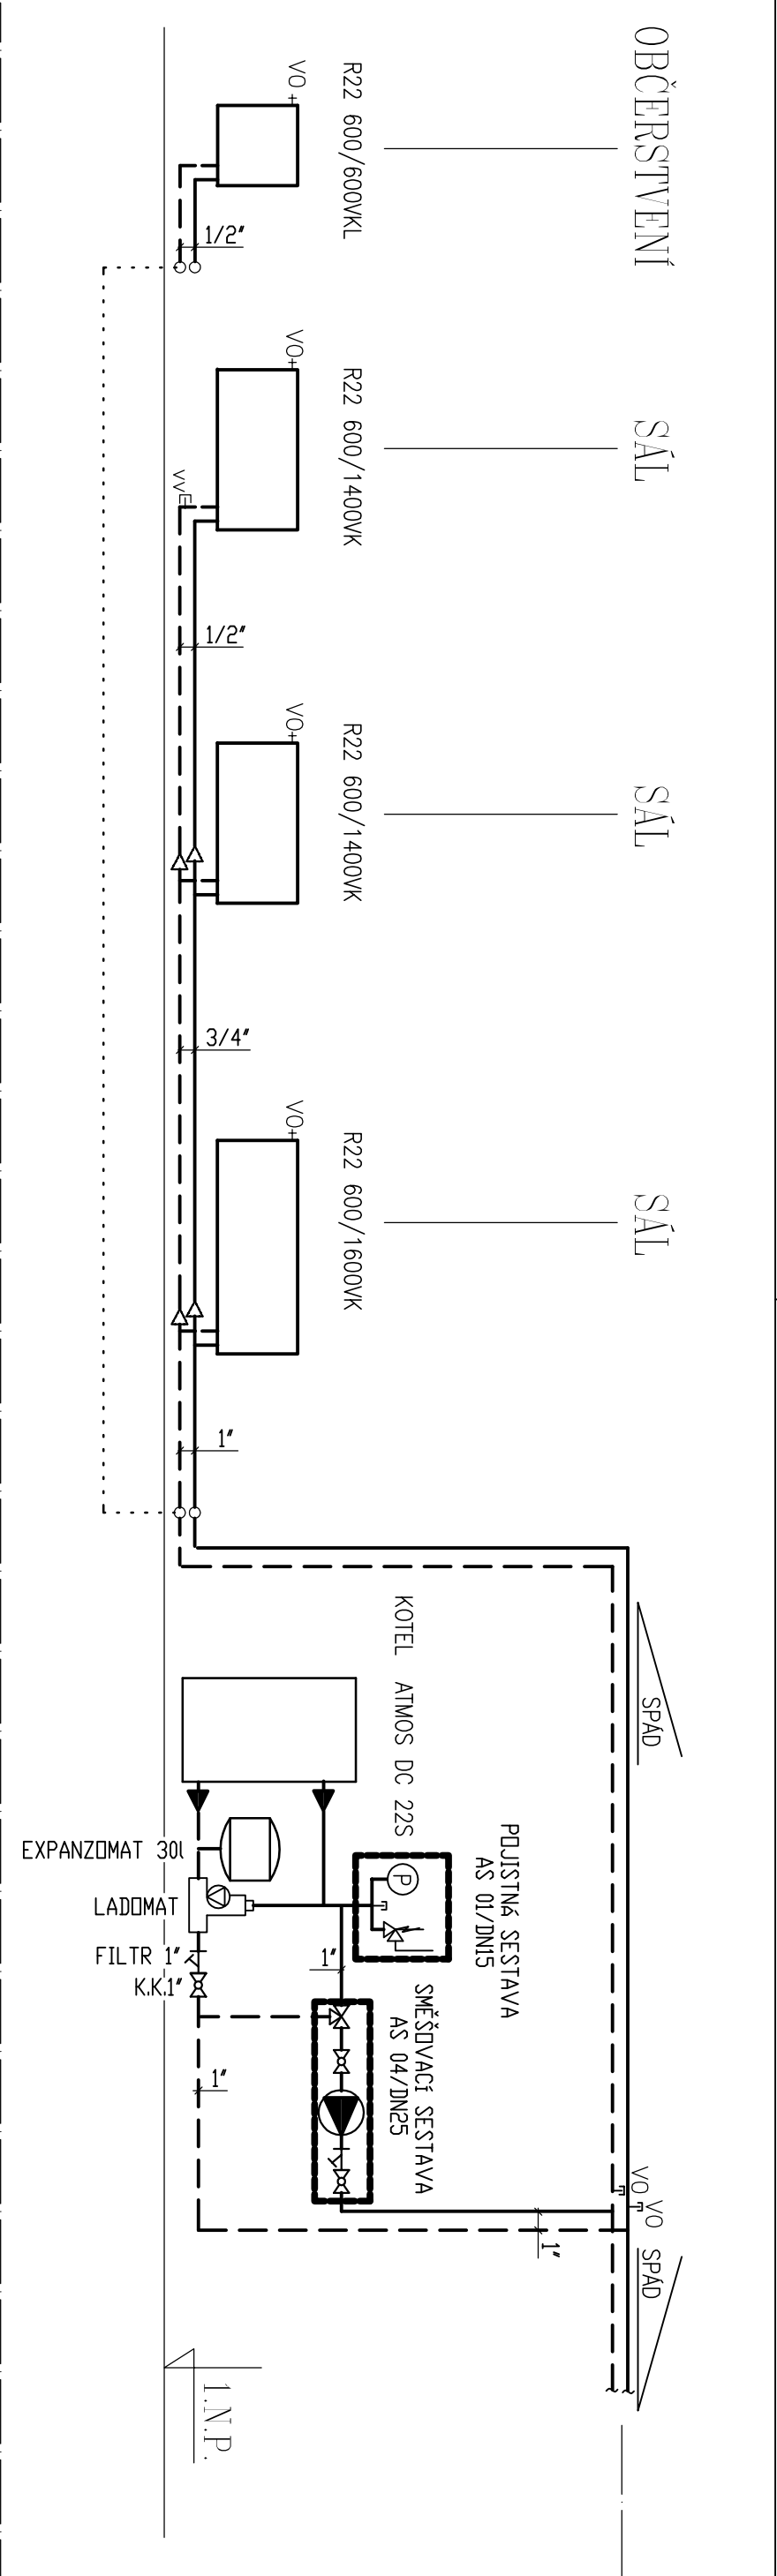 OBČERSTVENÍ
R22 600/600VKL
VO
1/2"
SÁL
R22 600/1400VK
VO
VV
1/2"
SÁL
R22 600/1400VK
VO
3/4"
SÁL
R22 600/1600VK
VO
1"
SPÁD
KOTEL ATMOS DC 22S
POJISTNÁ SESTAVA
AS 01/DN15
P
EXPANZOMAT 30l
LADOMAT
FILTR 1"
K.K.1"
1"
SMĚŠOVACÍ SESTAVA
AS 04/DN25
1"
VO
VO
1"
SPÁD
1.N.P.